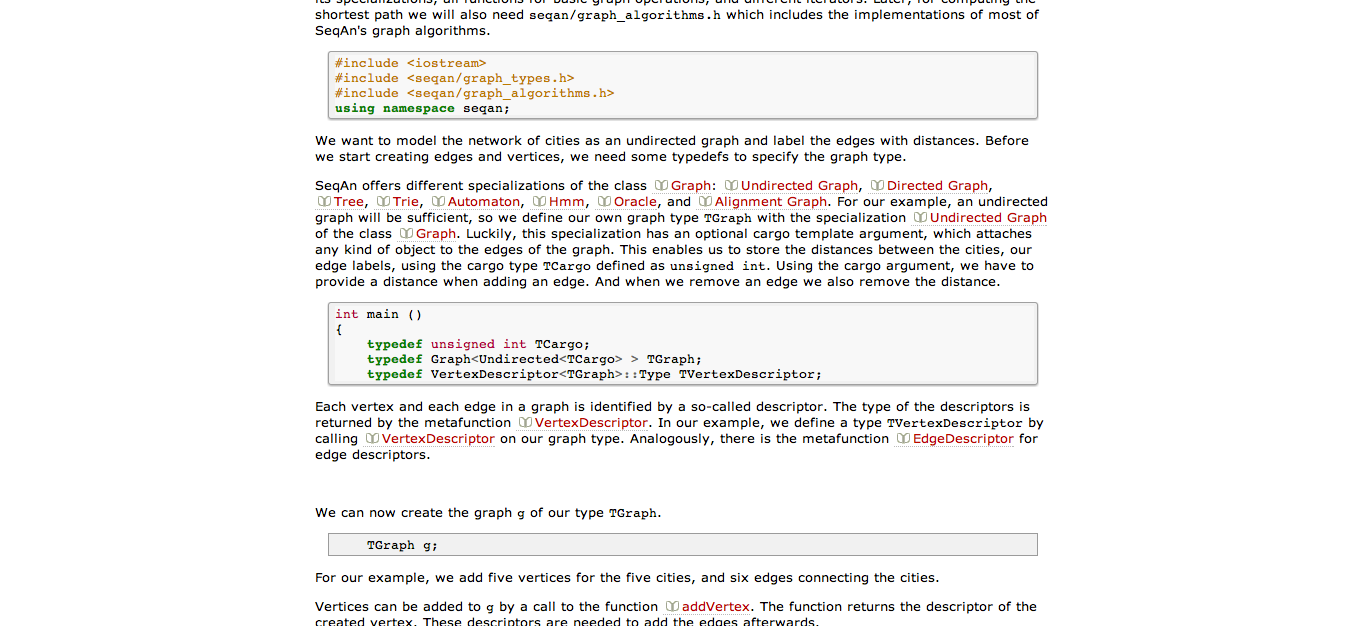 its specializations, all functions for basic graph operations, and different iterators. Later, for computing the
shortest path we will also need seqan/graph_algorithms.h which includes the implementations of most of
SeqAn's graph algorithms.
#include <iostream>
#include <seqan/graph_types.h>
#include <seqan/graph_algorithms.h>
using namespace seqan;
We want to model the network of cities as an undirected graph and label the edges with distances. Before
we start creating edges and vertices, we need some typedefs to specify the graph type.
SeqAn offers different specializations of the class Graph: Undirected Graph, Directed Graph,
Tree, Trie, Automaton, Hmm, Oracle, and Alignment Graph. For our example, an undirected
graph will be sufficient, so we define our own graph type TGraph with the specialization Undirected Graph
of the class Graph. Luckily, this specialization has an optional cargo template argument, which attaches
any kind of object to the edges of the graph. This enables us to store the distances between the cities, our
edge labels, using the cargo type TCargo defined as unsigned int. Using the cargo argument, we have to
provide a distance when adding an edge. And when we remove an edge we also remove the distance.
int main ()
{
    typedef unsigned int TCargo;
    typedef Graph<Undirected<TCargo> > TGraph;
    typedef VertexDescriptor<TGraph>::Type TVertexDescriptor;
Each vertex and each edge in a graph is identified by a so-called descriptor. The type of the descriptors is
returned by the metafunction VertexDescriptor. In our example, we define a type TVertexDescriptor by
calling VertexDescriptor on our graph type. Analogously, there is the metafunction EdgeDescriptor for
edge descriptors.
We can now create the graph g of our type TGraph.
    TGraph g;
For our example, we add five vertices for the five cities, and six edges connecting the cities.
Vertices can be added to g by a call to the function addVertex. The function returns the descriptor of the
created vertex. These descriptors are needed to add the edges afterwards.